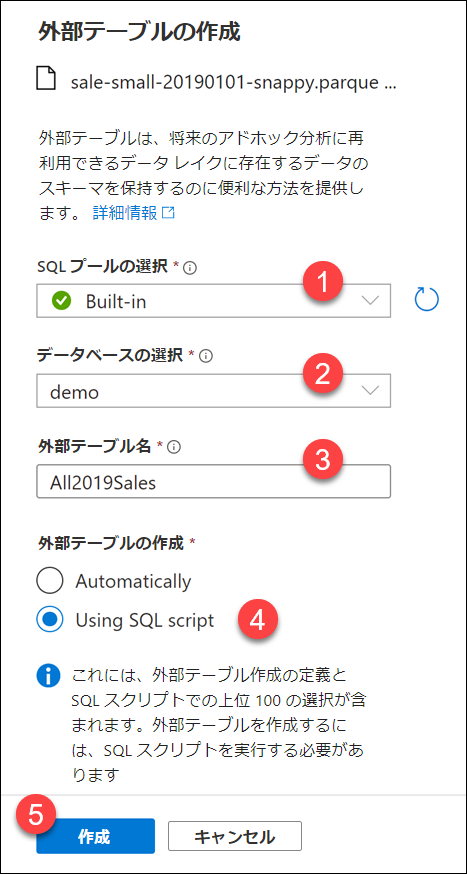 外部テーブルの作成
sale-small-20190101-snappy.parque ...
外部テーブルは、将来のアドホック分析に再
利用できるデータ レイクに存在するデータの
スキーマを保持するのに便利な方法を提供し
ます。 詳細情報
SQL プールの選択 *
1
Built-in
データベースの選択 *
2
demo
外部テーブル名 *
3
All2019Sales
外部テーブルの作成 *
Automatically
Using SQL script
4
これには、外部テーブル作成の定義と
SQL スクリプトでの上位 100 の選択が含
まれます。外部テーブルを作成するに
は、SQL スクリプトを実行する必要があ
ります
5
作成
キャンセル